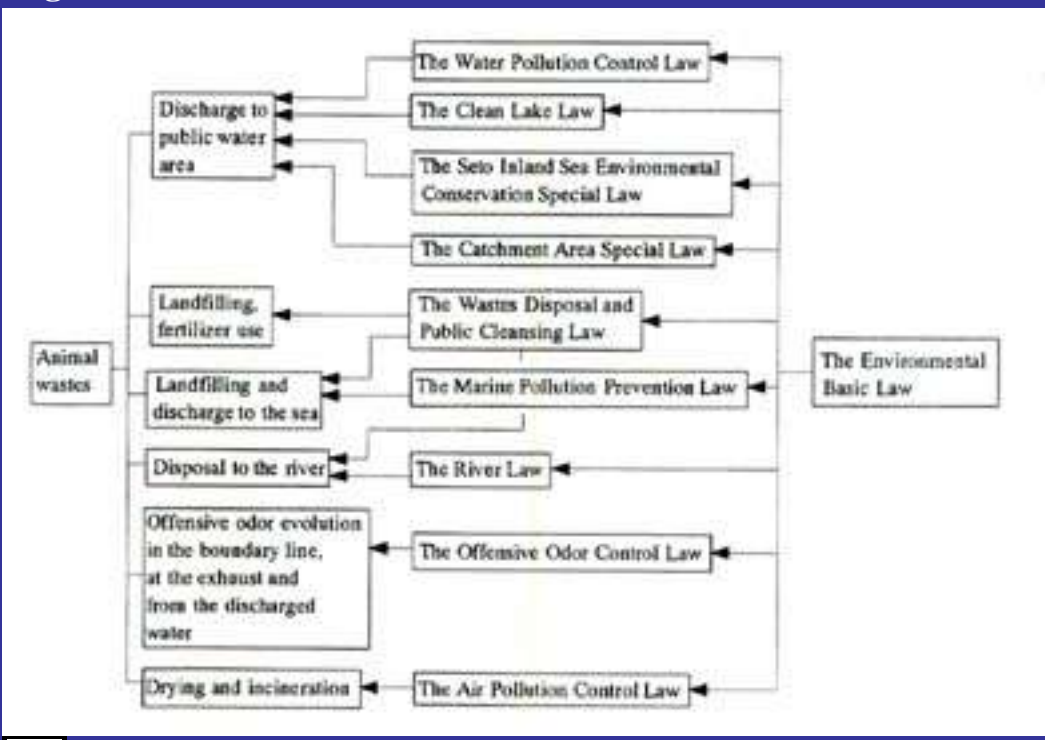 The Water Pollution Control Law
Discharge to
public water
area
The Clean Lake Law
The Seto Inland Sea Environmental
Conservation Special Law
The Catchment Area Special Law
Landfilling,
fertilizer use
The Wastes Disposal and
Public Cleansing Law
Animal
wastes
The Environmental
Basic Law
Landfilling and
discharge to the sea
The Marine Pollution Prevention Law
Disposal to the river
The River Law
Offensive odor evolution
in the boundary line,
at the exhaust and
from the discharged
water
The Offensive Odor Control Law
Drying and incineration
The Air Pollution Control Law